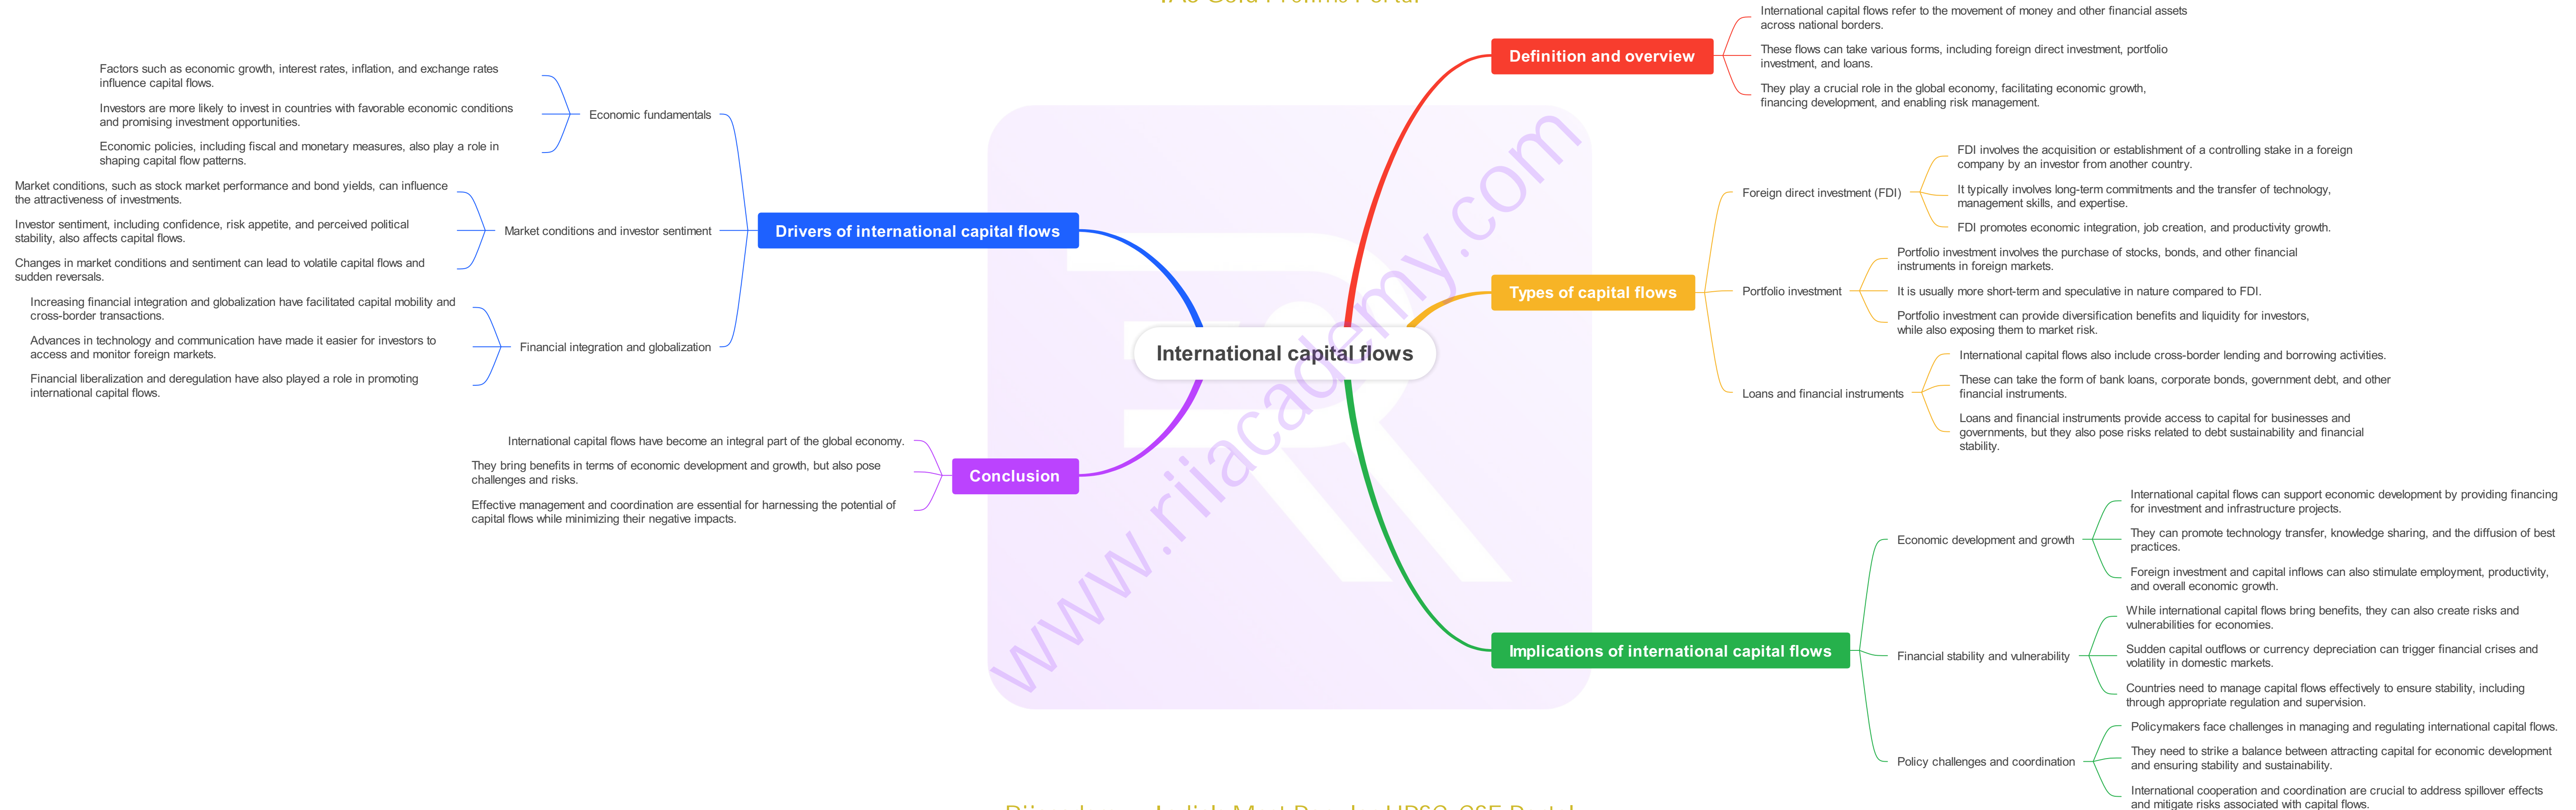 International capital flows
Definition and overview
International capital flows refer to the movement of money and other financial assets
across national borders.
These flows can take various forms, including foreign direct investment, portfolio
investment, and loans.
They play a crucial role in the global economy, facilitating economic growth,
financing development, and enabling risk management.
Types of capital flows
Foreign direct investment (FDI)
FDI involves the acquisition or establishment of a controlling stake in a foreign
company by an investor from another country.
It typically involves long-term commitments and the transfer of technology,
management skills, and expertise.
FDI promotes economic integration, job creation, and productivity growth.
Portfolio investment
Portfolio investment involves the purchase of stocks, bonds, and other financial
instruments in foreign markets.
It is usually more short-term and speculative in nature compared to FDI.
Portfolio investment can provide diversification benefits and liquidity for investors,
while also exposing them to market risk.
Loans and financial instruments
International capital flows also include cross-border lending and borrowing activities.
These can take the form of bank loans, corporate bonds, government debt, and other
financial instruments.
Loans and financial instruments provide access to capital for businesses and
governments, but they also pose risks related to debt sustainability and financial
stability.
Implications of international capital flows
Economic development and growth
International capital flows can support economic development by providing financing
for investment and infrastructure projects.
They can promote technology transfer, knowledge sharing, and the diffusion of best
practices.
Foreign investment and capital inflows can also stimulate employment, productivity,
and overall economic growth.
Financial stability and vulnerability
While international capital flows bring benefits, they can also create risks and
vulnerabilities for economies.
Sudden capital outflows or currency depreciation can trigger financial crises and
volatility in domestic markets.
Countries need to manage capital flows effectively to ensure stability, including
through appropriate regulation and supervision.
Policy challenges and coordination
Policymakers face challenges in managing and regulating international capital flows.
They need to strike a balance between attracting capital for economic development
and ensuring stability and sustainability.
International cooperation and coordination are crucial to address spillover effects
and mitigate risks associated with capital flows.
Drivers of international capital flows
Economic fundamentals
Factors such as economic growth, interest rates, inflation, and exchange rates
influence capital flows.
Investors are more likely to invest in countries with favorable economic conditions
and promising investment opportunities.
Economic policies, including fiscal and monetary measures, also play a role in
shaping capital flow patterns.
Market conditions and investor sentiment
Market conditions, such as stock market performance and bond yields, can influence
the attractiveness of investments.
Investor sentiment, including confidence, risk appetite, and perceived political
stability, also affects capital flows.
Changes in market conditions and sentiment can lead to volatile capital flows and
sudden reversals.
Financial integration and globalization
Increasing financial integration and globalization have facilitated capital mobility and
cross-border transactions.
Advances in technology and communication have made it easier for investors to
access and monitor foreign markets.
Financial liberalization and deregulation have also played a role in promoting
international capital flows.
Conclusion
International capital flows have become an integral part of the global economy.
They bring benefits in terms of economic development and growth, but also pose
challenges and risks.
Effective management and coordination are essential for harnessing the potential of
capital flows while minimizing their negative impacts.
www.riiacademy.com